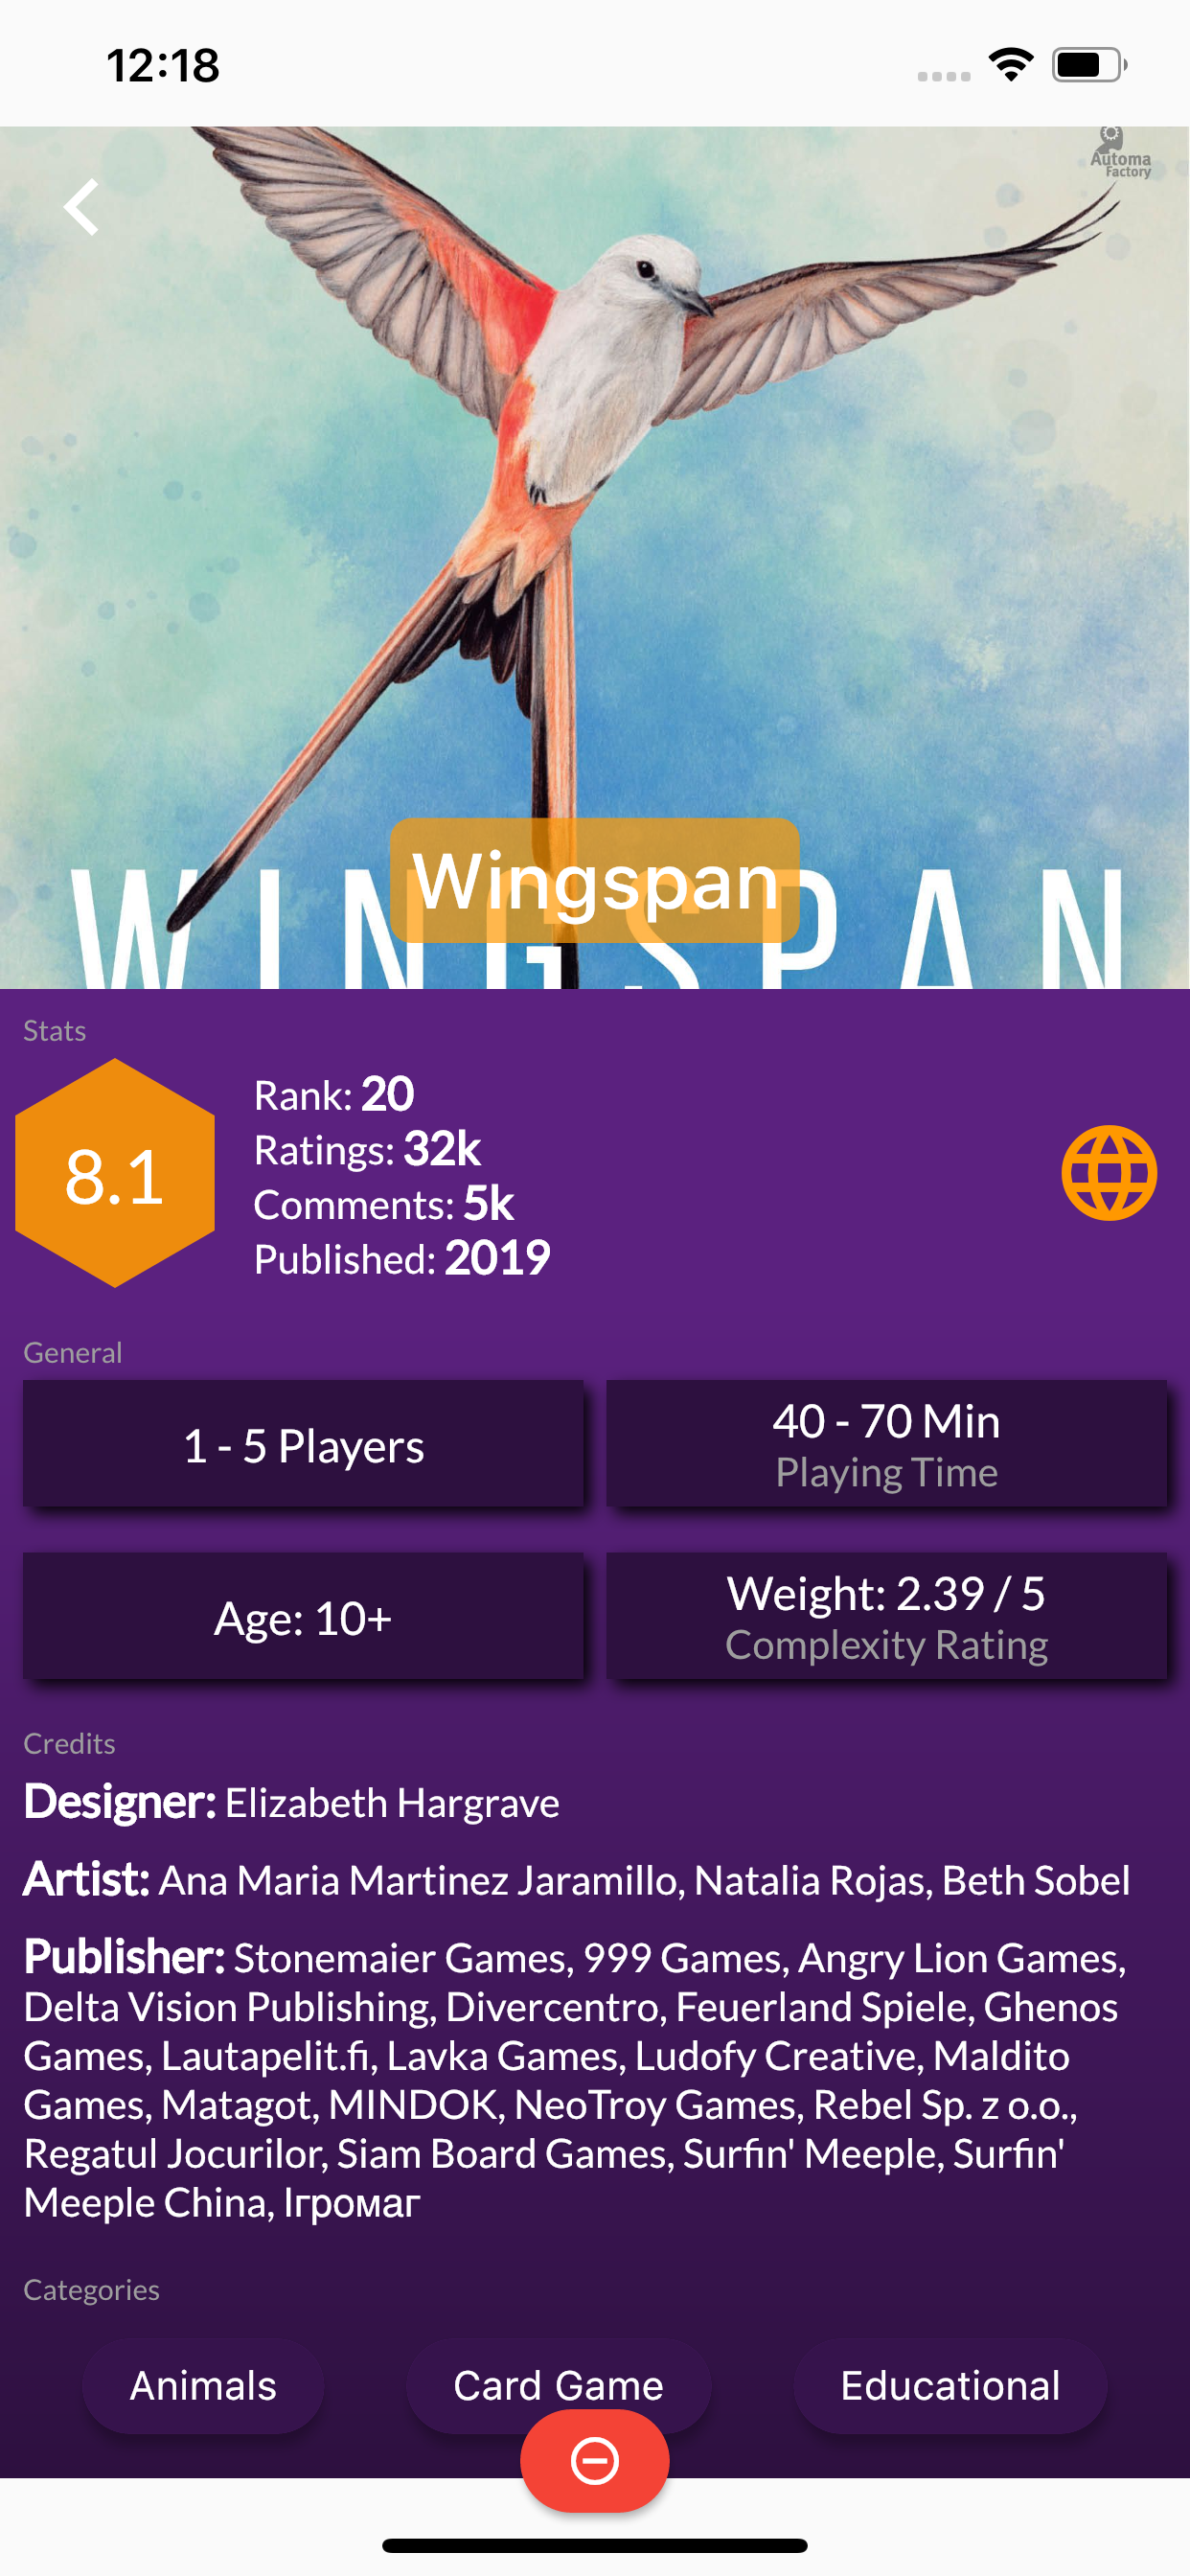 12:18
Automa
Factory
Wingspan
WINGSPAN
Stats
8.1
Rank: 20
Ratings: 32k
Comments: 5k
Published: 2019
General
1 - 5 Players
40 - 70 Min
Playing Time
Age: 10+
Weight: 2.39 / 5
Complexity Rating
Credits
Designer: Elizabeth Hargrave
Artist: Ana Maria Martinez Jaramillo, Natalia Rojas, Beth Sobel
Publisher: Stonemaier Games, 999 Games, Angry Lion Games,
Delta Vision Publishing, Divercentro, Feuerland Spiele, Ghenos
Games, Lautapelit.fi, Lavka Games, Ludofy Creative, Maldito
Games, Matagot, MINDOK, NeoTroy Games, Rebel Sp. z o.o.,
Regatul Jocurilor, Siam Board Games, Surfin' Meeple, Surfin'
Meeple China, Ігромаг
Categories
Animals
Card Game
Educational